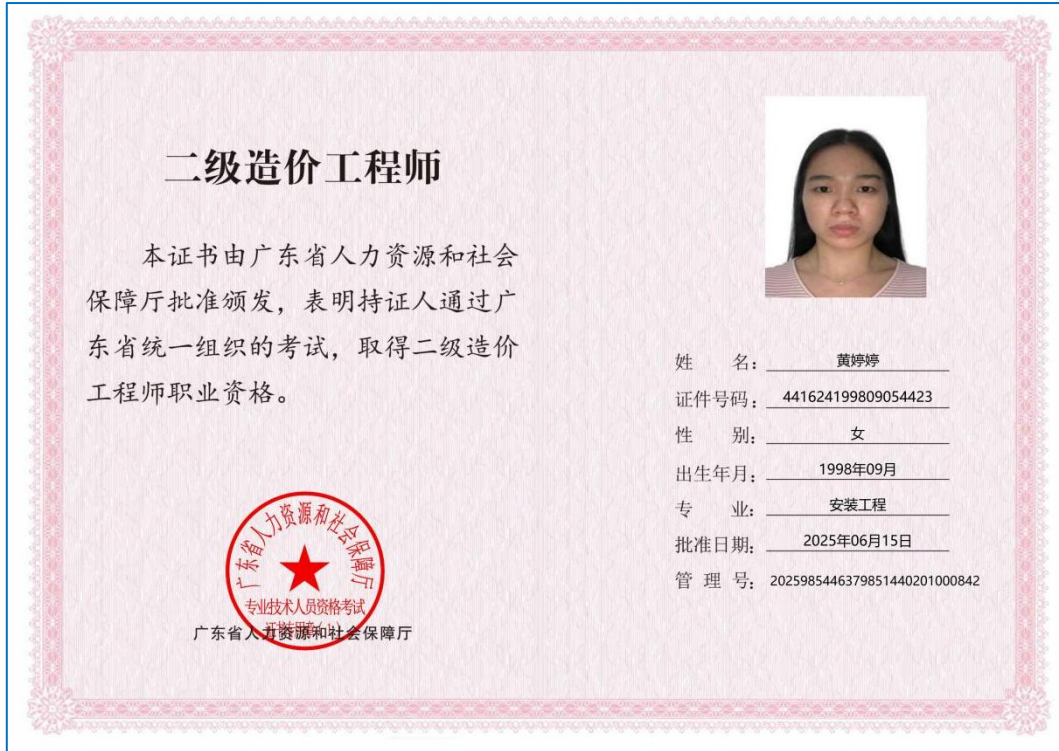 二级造价工程师
本证书由广东省人力资源和社会
保障厅批准颁发，表明持证人通过广
东省统一组织的考试，取得二级造价
工程师职业资格。
广东省人力资源和社会保障厅
专业技术人员资格考试
广东省人力资源和社会保障厅
姓 名：黄婷婷
证件号码：441624199809054423
性 别：女
出生年月：1998年09月
专 业：安装工程
批准日期：2025年06月15日
管 理 号：2025985446379851440201000842